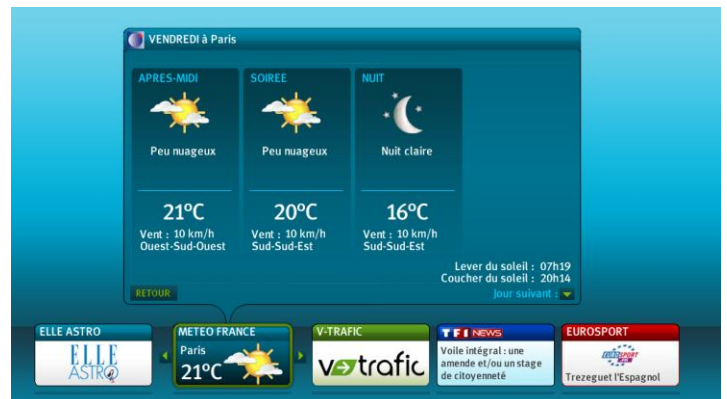 VENDREDI à Paris
APRES-MIDI
Peu nuageux
21°C
Vent : 10 km/h
Ouest-Sud-Ouest
SOIREE
Peu nuageux
20°C
Vent : 10 km/h
Sud-Sud-Est
NUIT
Nuit claire
16°C
Vent : 10 km/h
Sud-Sud-Est
Lever du soleil : 07h19
Coucher du soleil : 20h14
RETOUR
Jour suivant :
ELLE ASTRO
ELLE
ASTRO
METEO FRANCE
Paris
21°C
V-TRAFIC
v trafic
TF1 NEWS
Voile intégral : une
amende et/ou un stage
de citoyenneté
EUROSPORT
EUROSPORT
Trezeguet l'Espagnol